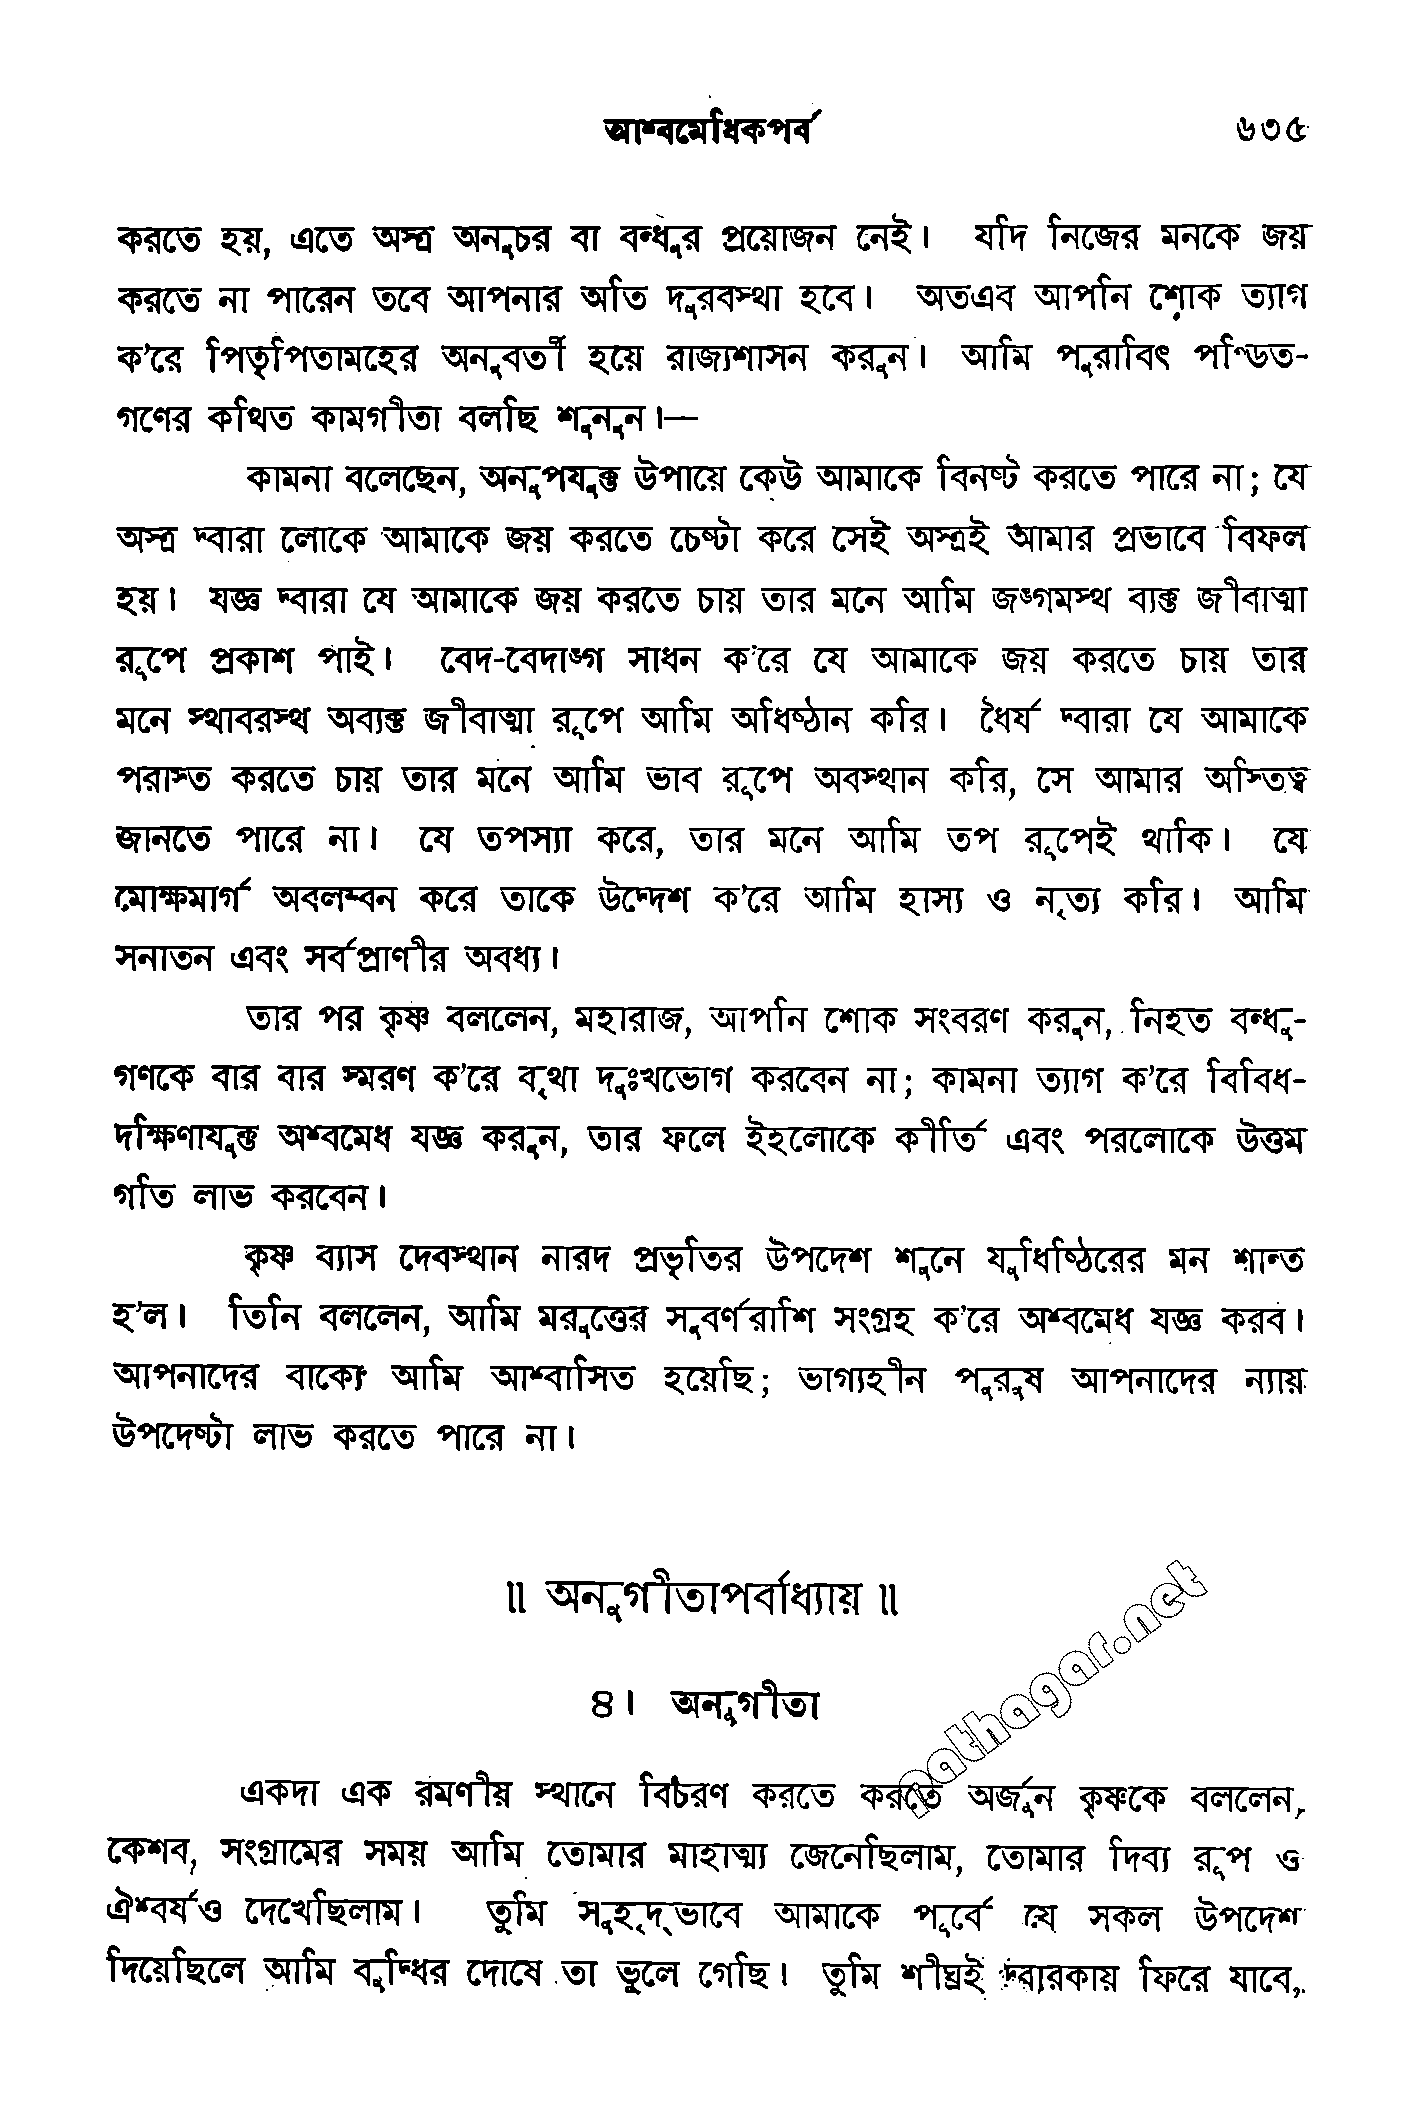 আশ্বমেধিকপর্ব ৬৩৫
করতে হয়, এতে অস্ত্র অনুচর বা বন্ধুর প্রয়োজন নেই। যদি নিজের মনকে জয়
করতে না পারেন তবে আপনার অতি দুরবস্থা হবে। অতএব আপনি শোক ত্যাগ
ক'রে পিতৃপিতামহের অনুবর্তী হয়ে রাজ্যশাসন করুন। আমি পুরাবিৎ পণ্ডিত-
গণের কথিত কামগীতা বলছি শুনুন।—
কামনা বলেছেন, অনুপযুক্ত উপায়ে কেউ আমাকে বিনষ্ট করতে পারে না; যে
অস্ত্র দ্বারা লোকে আমাকে জয় করতে চেষ্টা করে সেই অস্ত্রই আমার প্রভাবে বিফল
হয়। যজ্ঞ দ্বারা যে আমাকে জয় করতে চায় তার মনে আমি জঙ্গমস্থ ব্যক্ত জীবাত্মা
রূপে প্রকাশ পাই। বেদ-বেদাঙ্গ সাধন ক'রে যে আমাকে জয় করতে চায় তার
মনে স্থাবরস্থ অব্যক্ত জীবাত্মা রূপে আমি অধিষ্ঠান করি। ধৈর্য দ্বারা যে আমাকে
পরাস্ত করতে চায় তার মনে আমি ভাব রূপে অবস্থান করি, সে আমার অস্তিত্ব
জানতে পারে না। যে তপস্যা করে, তার মনে আমি তপ রূপেই থাকি। যে
মোক্ষমার্গ অবলম্বন করে তাকে উদ্দেশ ক'রে আমি হাস্য ও নৃত্য করি। আমি
সনাতন এবং সর্বপ্রাণীর অবধ্য।
তার পর কৃষ্ণ বললেন, মহারাজ, আপনি শোক সংবরণ করুন, নিহত বন্ধু-
গণকে বার বার স্মরণ ক'রে বৃথা দুঃখভোগ করবেন না; কামনা ত্যাগ ক'রে বিবিধ-
দক্ষিণাযুক্ত অশ্বমেধ যজ্ঞ করুন, তার ফলে ইহলোকে কীর্তি এবং পরলোকে উত্তম
গতি লাভ করবেন।
কৃষ্ণ ব্যাস দেবস্থান নারদ প্রভৃতির উপদেশ শুনে যুধিষ্ঠিরের মন শান্ত
হ'ল। তিনি বললেন, আমি মরুত্তের সুবর্ণরাশি সংগ্রহ ক'রে অশ্বমেধ যজ্ঞ করব।
আপনাদের বাক্যে আমি আশ্বাসিত হয়েছি; ভাগ্যহীন পুরুষ আপনাদের ন্যায়
উপদেষ্টা লাভ করতে পারে না।
॥ অনুগীতাপর্বাধ্যায় ॥
৪। অনুগীতা
একদা এক রমণীয় স্থানে বিচরণ করতে করতে অর্জুন কৃষ্ণকে বললেন,
কেশব, সংগ্রামের সময় আমি তোমার মাহাত্ম্য জেনেছিলাম, তোমার দিব্য রূপ ও
ঐশ্বর্যও দেখেছিলাম। তুমি সুহৃদ্‌ভাবে আমাকে পূর্বে যে সকল উপদেশ
দিয়েছিলে আমি বুদ্ধির দোষে তা ভুলে গেছি। তুমি শীঘ্রই দ্বারকায় ফিরে যাবে,
pathagar.net